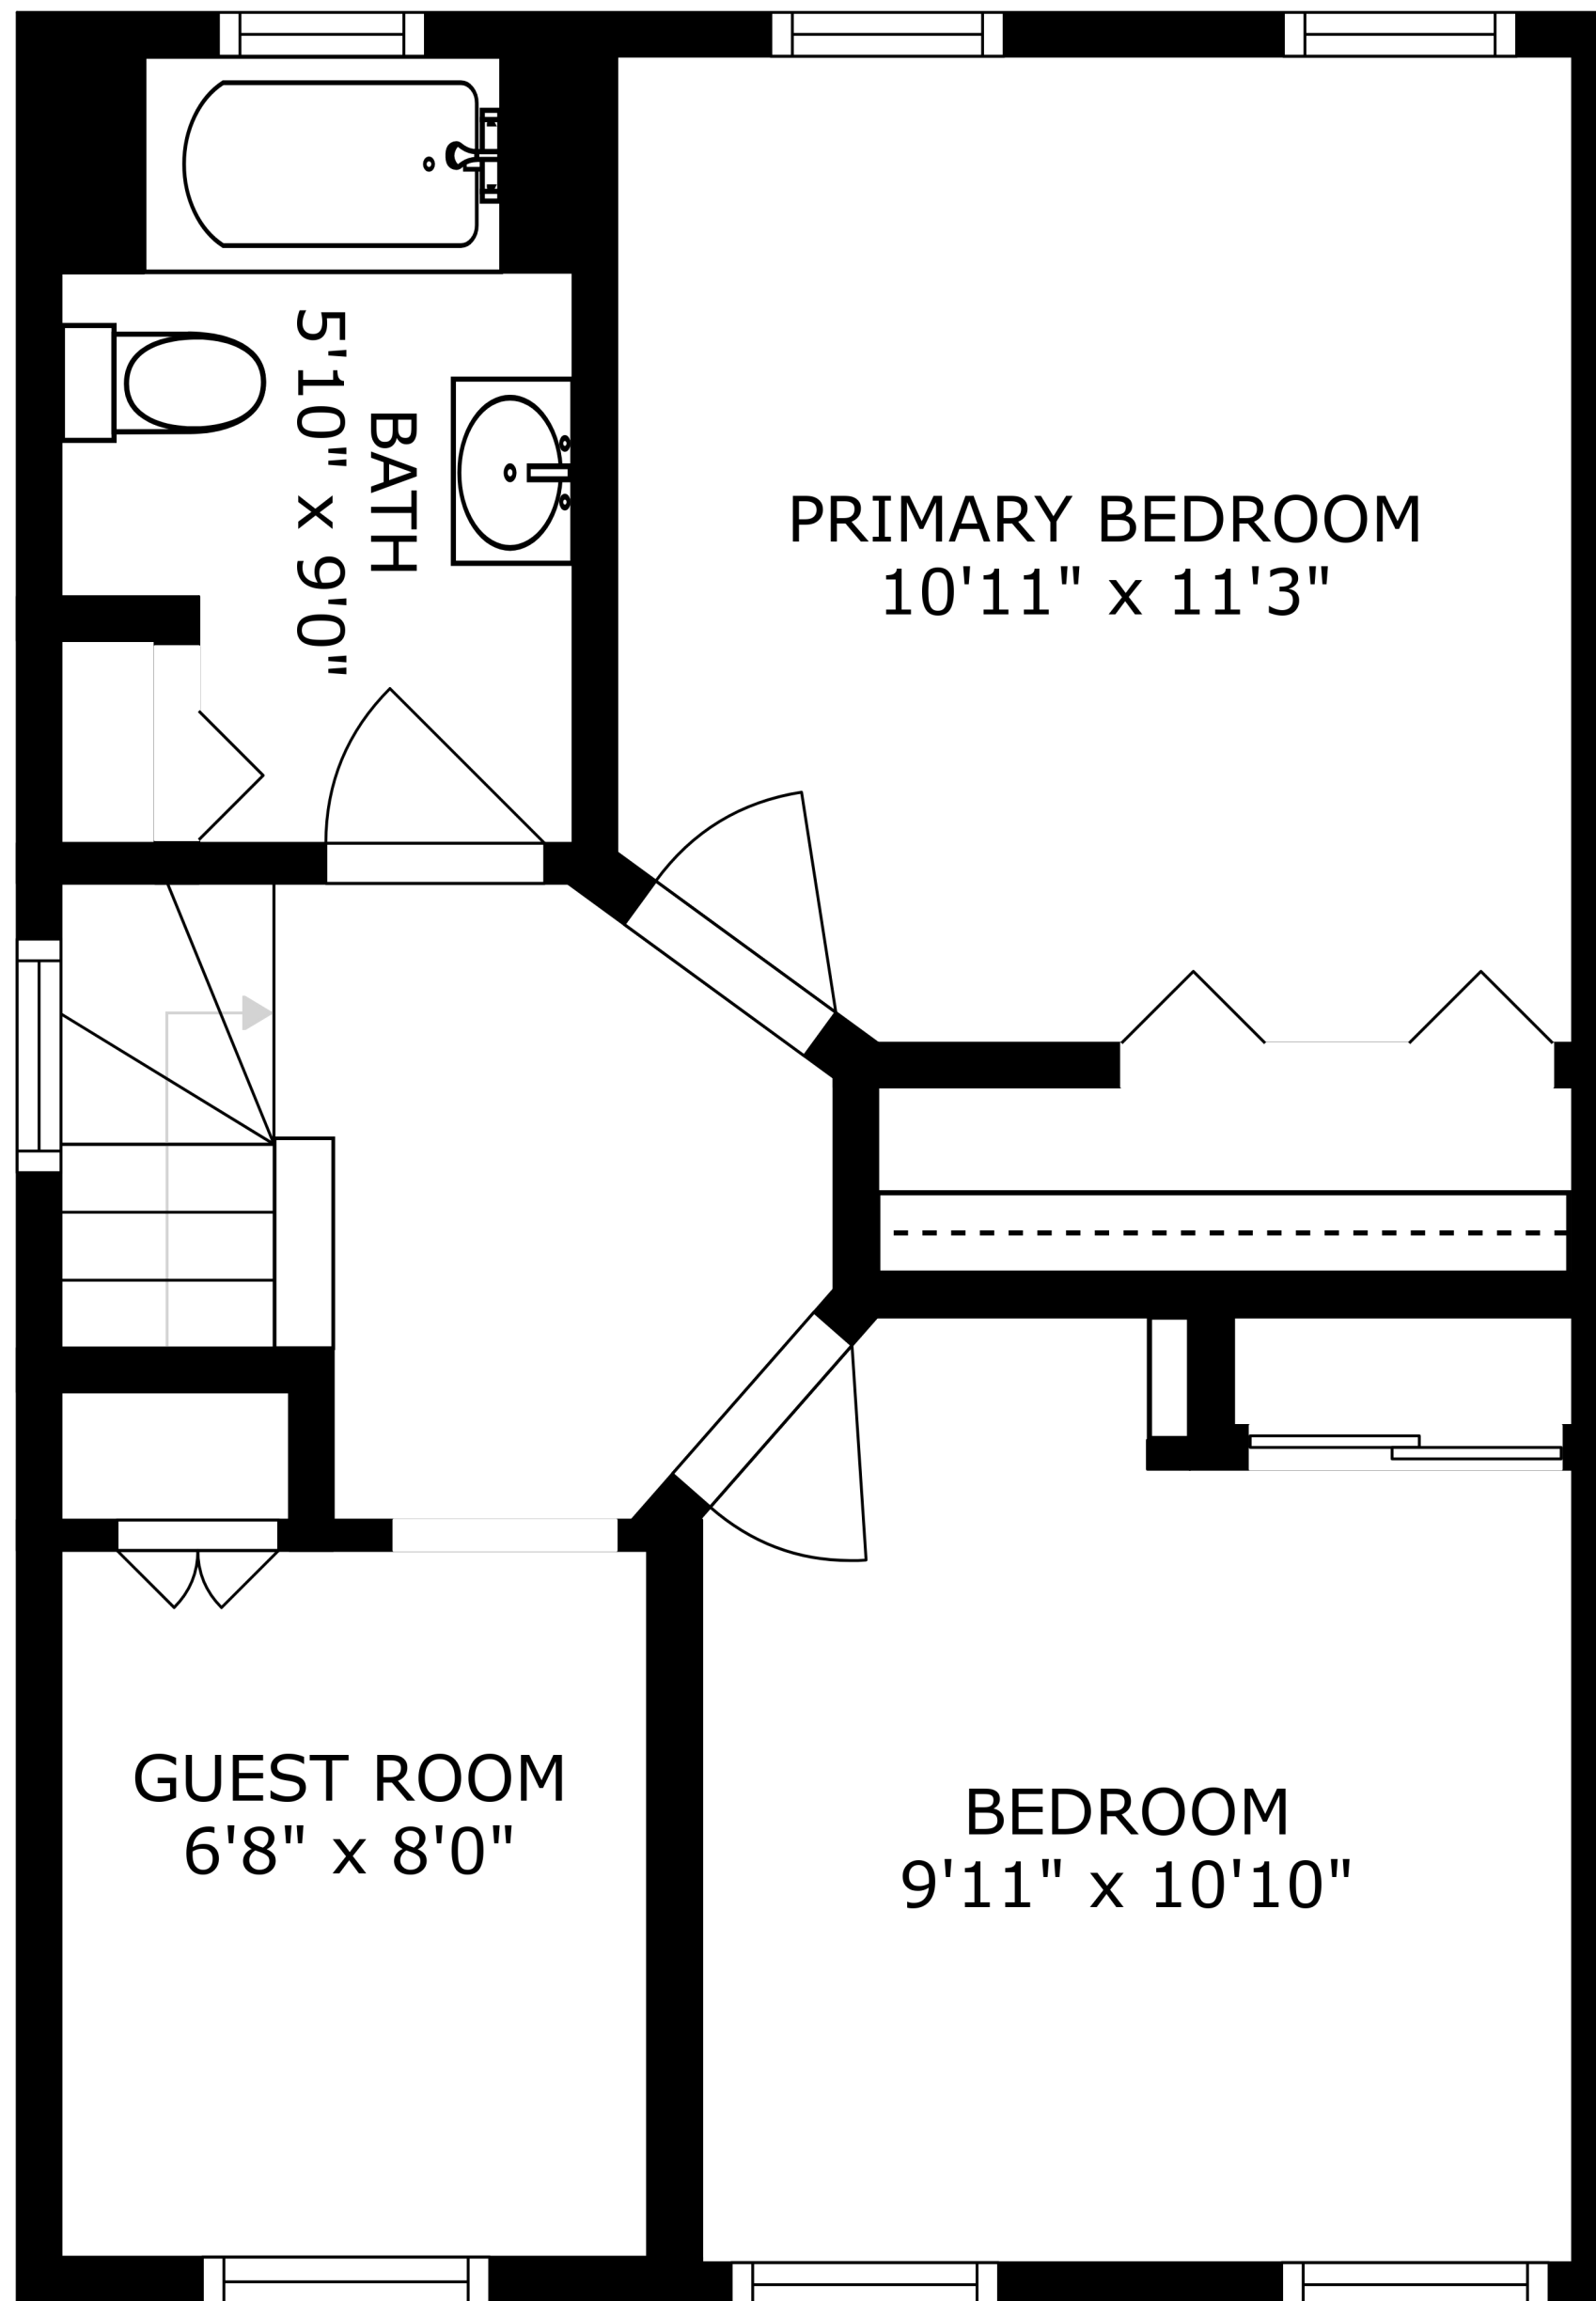 BATH
5'10" x 9'0"
PRIMARY BEDROOM
10'11" x 11'3"
GUEST ROOM
6'8" x 8'0"
BEDROOM
9'11" x 10'10"